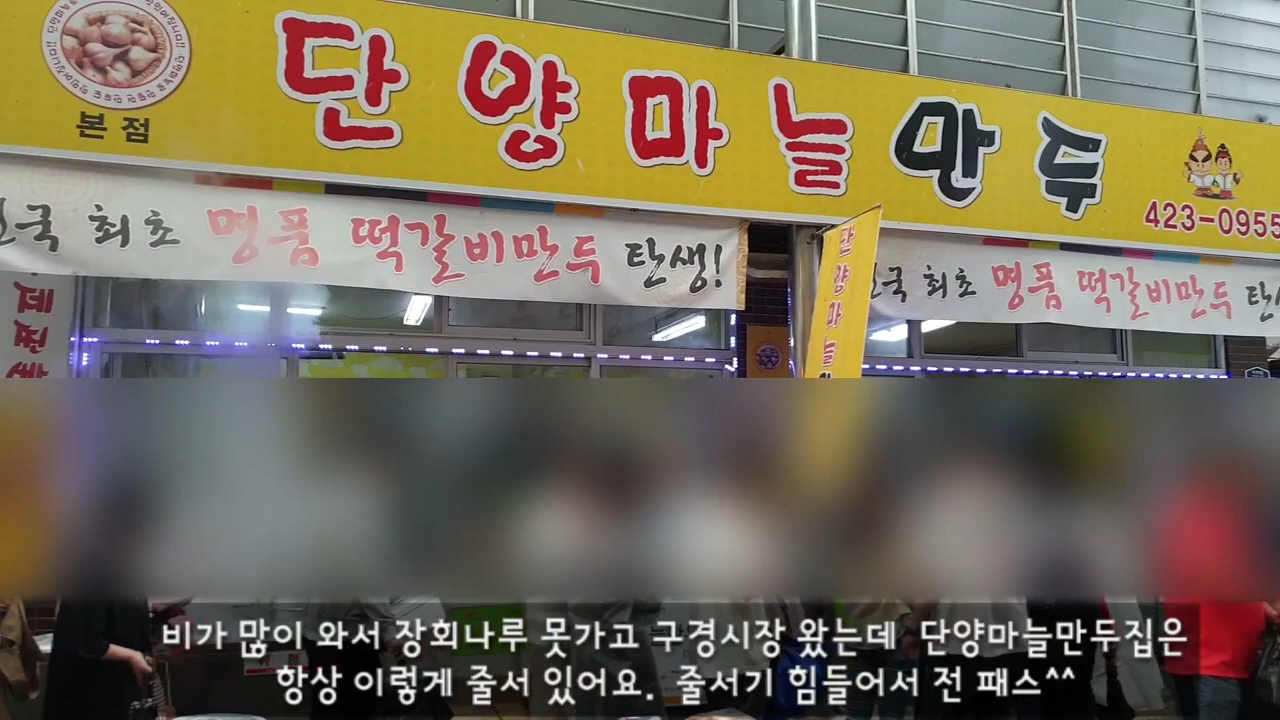 본점
단양마늘만두
423-0955
국 최초 명품 떡갈비만두 탄생!
단양마늘
국 최초 명품 떡갈비만두
비가 많이 와서 장회나루 못가고 구경시장 왔는데 단양마늘만두집은
항상 이렇게 줄서 있어요. 줄서기 힘들어서 전 패스^^